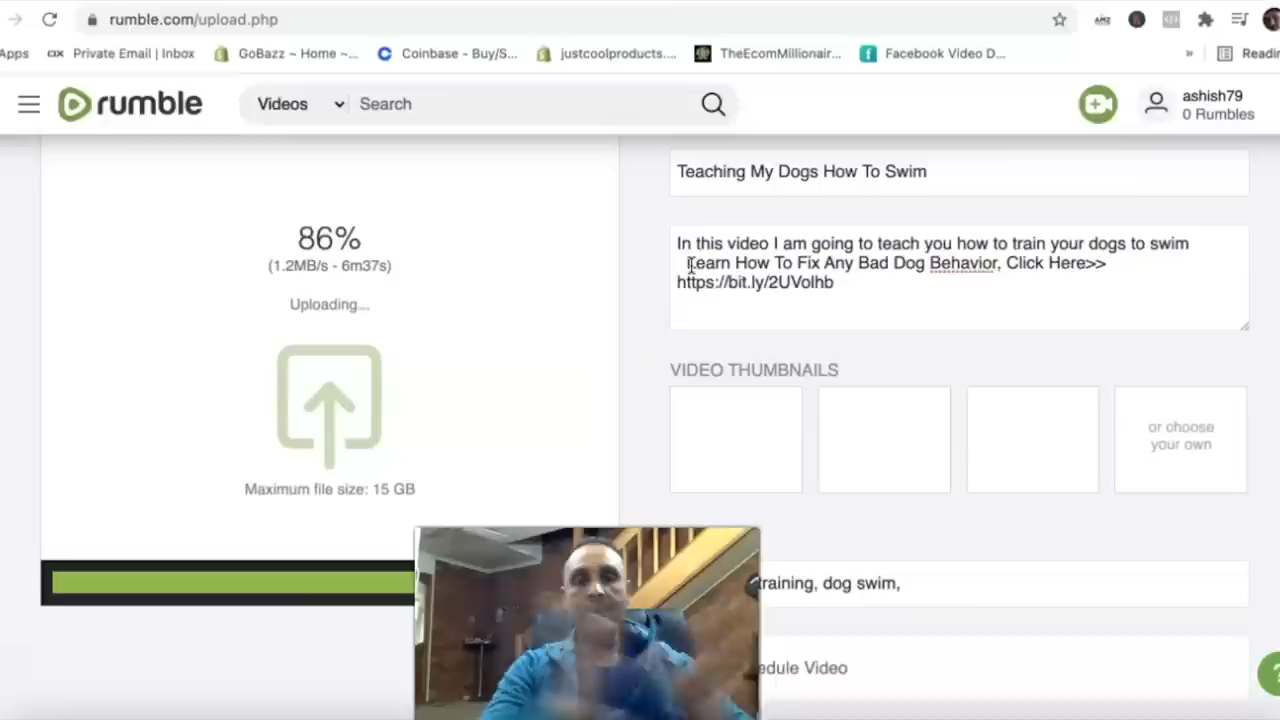 rumble.com/upload.php
Apps
Private Email | Inbox
GoBazz ~ Home ~...
Coinbase - Buy/S...
justcoolproducts....
TheEcomMillionair...
Facebook Video D...
»
Readin
rumble
Videos
Search
ashish79
0 Rumbles
Teaching My Dogs How To Swim
86%
(1.2MB/s - 6m37s)
Uploading...
Maximum file size: 15 GB
In this video I am going to teach you how to train your dogs to swim
Learn How To Fix Any Bad Dog Behavior, Click Here>>
https://bit.ly/2UVolhb
VIDEO THUMBNAILS
or choose
your own
training, dog swim,
edule Video
?